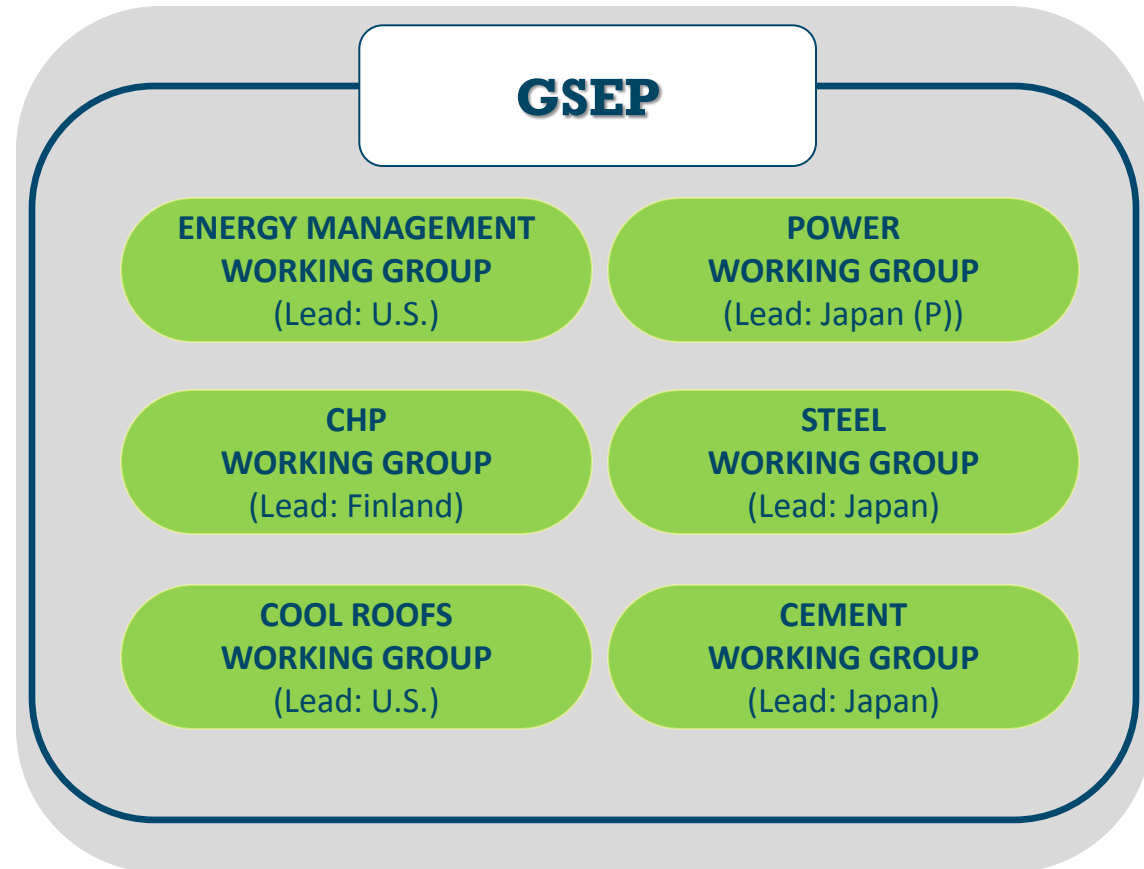 GSEP
ENERGY MANAGEMENT
WORKING GROUP
(Lead: U.S.)
POWER
WORKING GROUP
(Lead: Japan (P))
CHP
WORKING GROUP
(Lead: Finland)
STEEL
WORKING GROUP
(Lead: Japan)
COOL ROOFS
WORKING GROUP
(Lead: U.S.)
CEMENT
WORKING GROUP
(Lead: Japan)